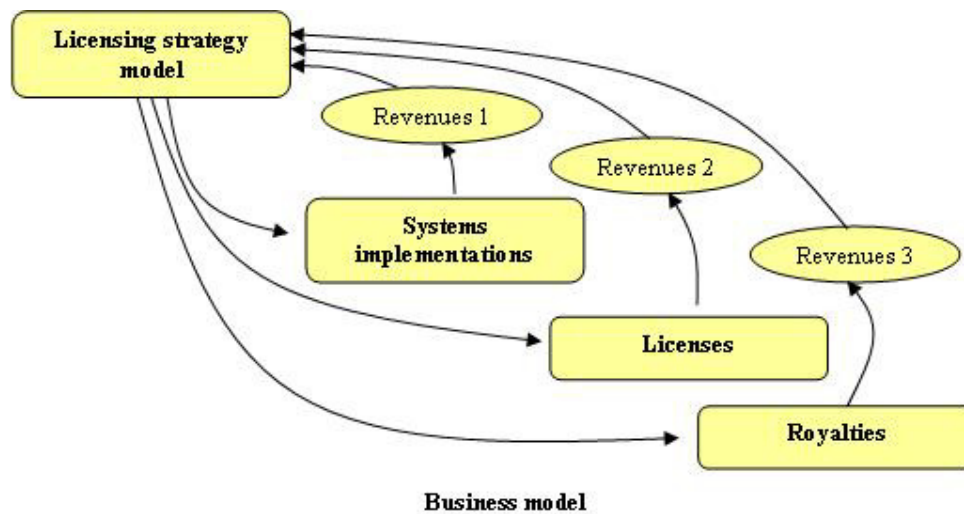 Licensing strategy
model
Revenues 1
Revenues 2
Systems
implementations
Revenues 3
Licenses
Royalties
Business model